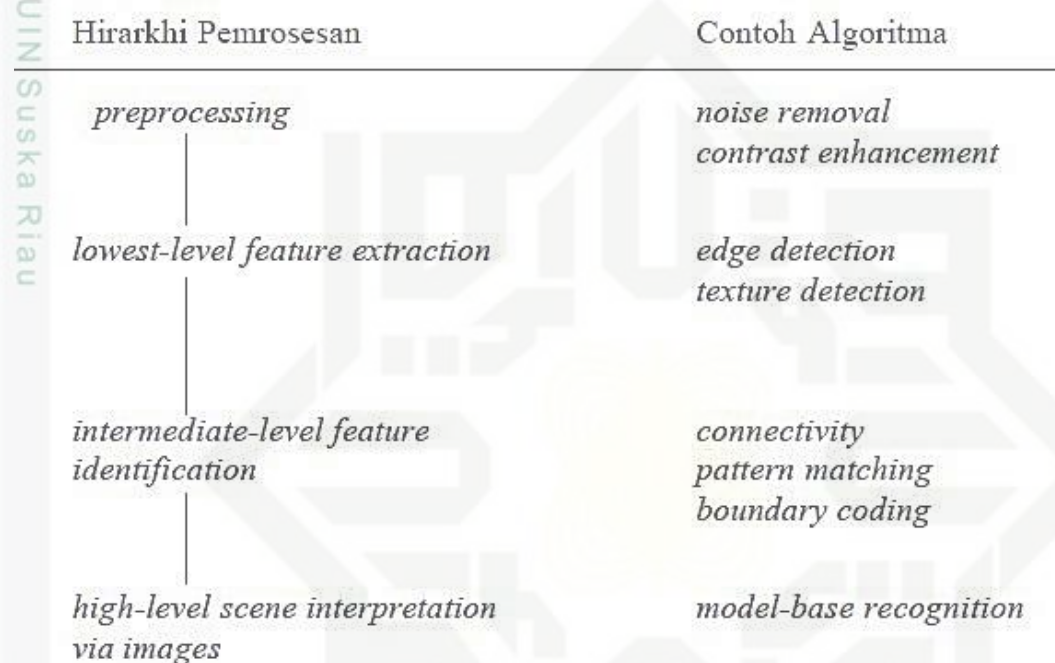 UIN Suska Riau
Hirarkhi Pemrosesan
Contoh Algoritma
preprocessing
noise removal
contrast enhancement
lowest-level feature extraction
edge detection
texture detection
intermediate-level feature
identification
connectivity
pattern matching
boundary coding
high-level scene interpretation
via images
model-base recognition